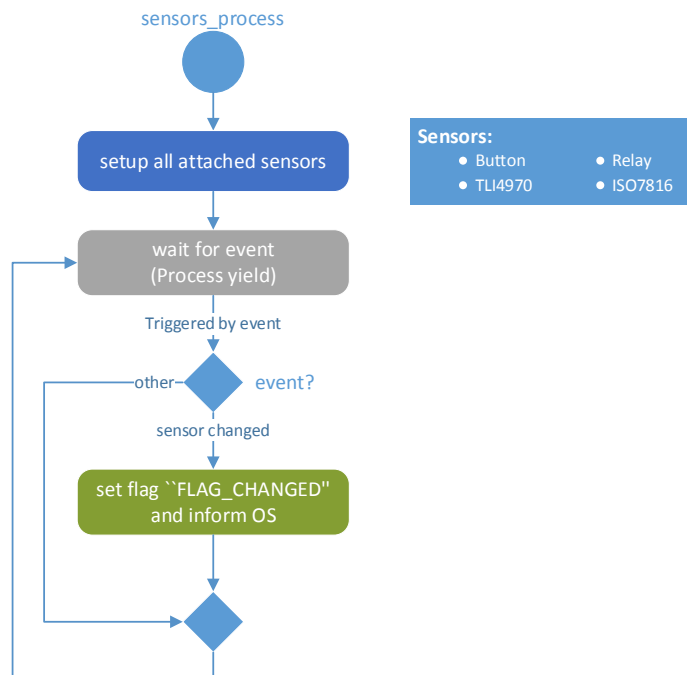 sensors_process
setup all attached sensors
Sensors:
● Button
● Relay
● TLI4970
● ISO7816
wait for event
(Process yield)
Triggered by event
other
event?
sensor changed
set flag ``FLAG_CHANGED"
and inform OS